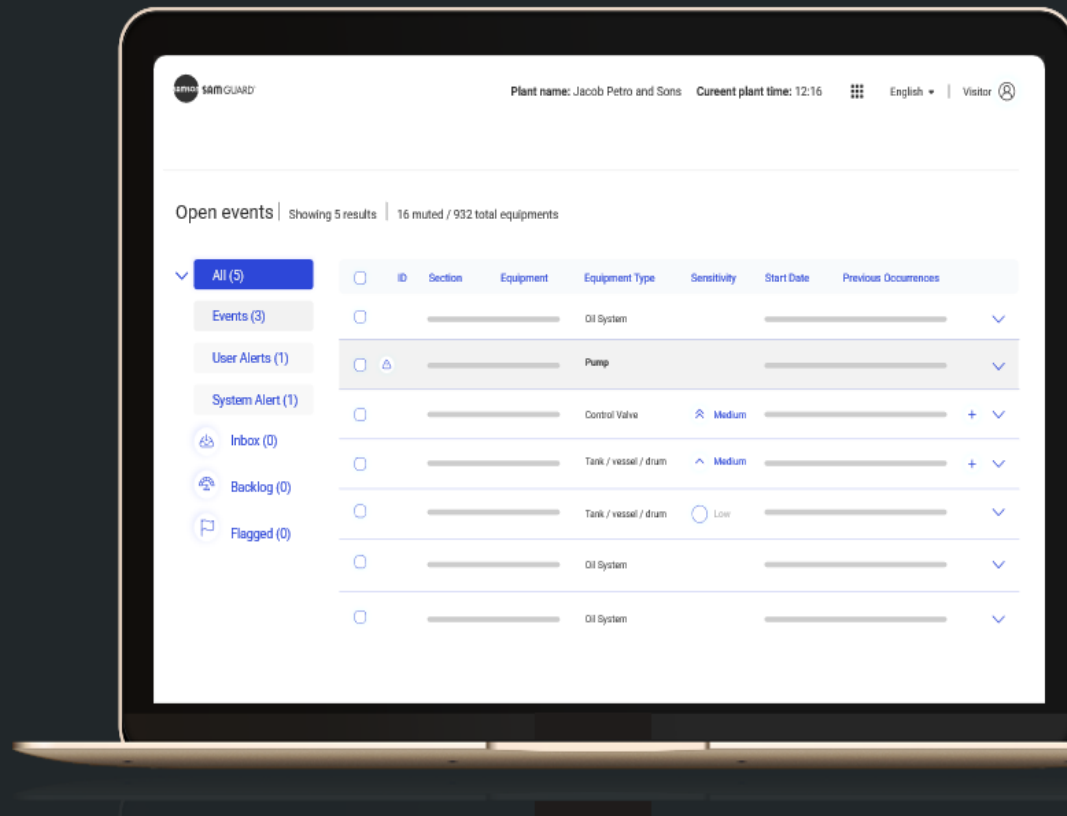 samson SAM GUARD
Plant name: Jacob Petro and Sons Cureent plant time: 12:16 English Visitor
Open events Showing 5 results 16 muted / 932 total equipments
All (5)
Events (3)
User Alerts (1)
System Alert (1)
Inbox (0)
Backlog (0)
Flagged (0)
ID Section Equipment Equipment Type Sensitivity Start Date Previous Occurrences
Oil System
Pump
Control Valve Medium
Tank / vessel / drum Medium
Tank / vessel / drum Low
Oil System
Oil System